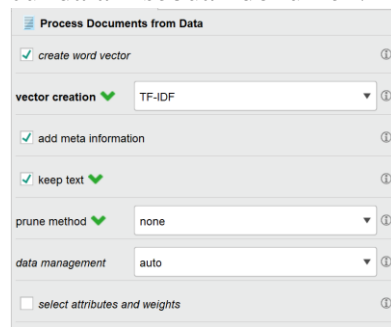 Process Documents from Data
create word vector
vector creation TF-IDF
add meta information
keep text
prune method none
data management auto
select attributes and weights